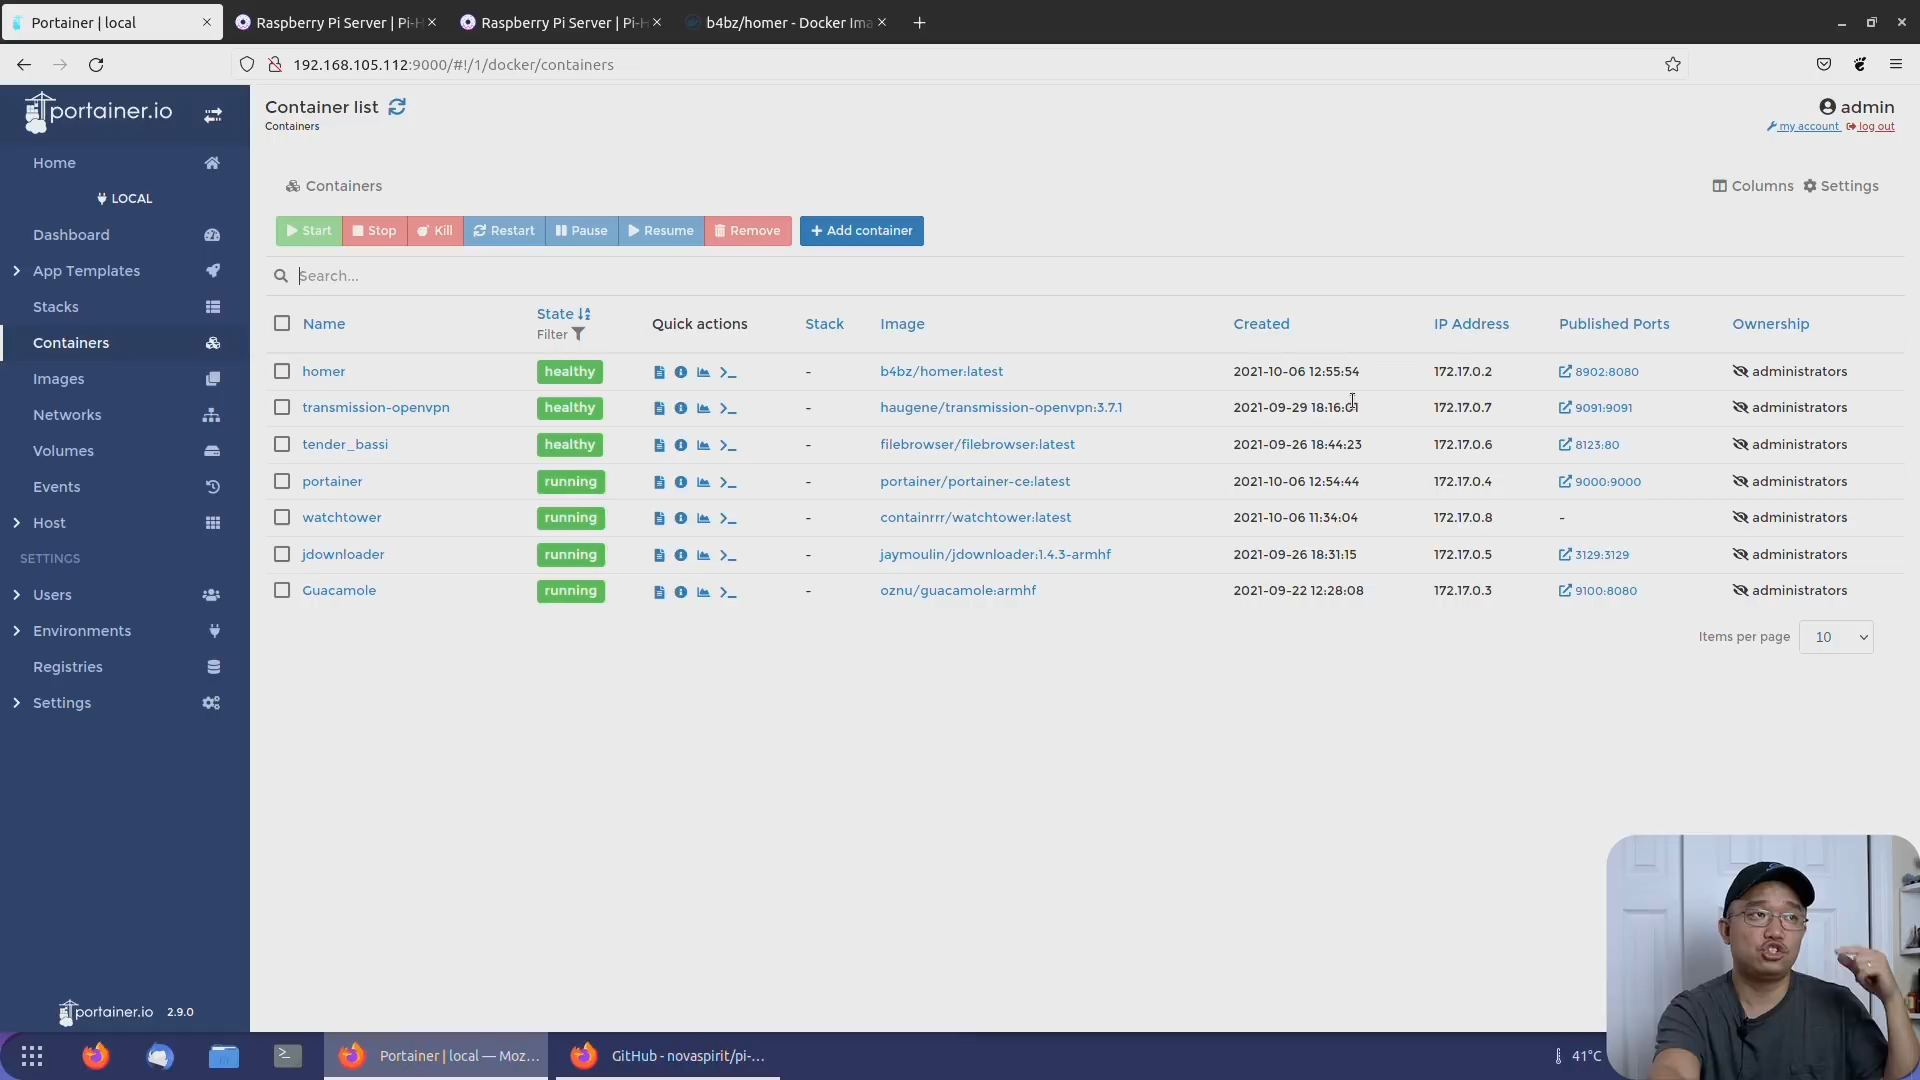 Portainer | local
Raspberry Pi Server | Pi-H
Raspberry Pi Server | Pi-H
b4bz/homer - Docker Ima
192.168.105.112:9000/#!/1/docker/containers
portainer.io
Container list
Containers
admin
my account log out
Home
LOCAL
Dashboard
App Templates
Stacks
Containers
Images
Networks
Volumes
Events
Host
SETTINGS
Users
Environments
Registries
Settings
portainer.io 2.9.0
Containers
Columns Settings
Start Stop Kill Restart Pause Resume Remove Add container
Search...
Name State Filter Quick actions Stack Image Created IP Address Published Ports Ownership
homer healthy - b4bz/homer:latest 2021-10-06 12:55:54 172.17.0.2 8902:8080 administrators
transmission-openvpn healthy - haugene/transmission-openvpn:3.7.1 2021-09-29 18:16:01 172.17.0.7 9091:9091 administrators
tender_bassi healthy - filebrowser/filebrowser:latest 2021-09-26 18:44:23 172.17.0.6 8123:80 administrators
portainer running - portainer/portainer-ce:latest 2021-10-06 12:54:44 172.17.0.4 9000:9000 administrators
watchtower running - containrrr/watchtower:latest 2021-10-06 11:34:04 172.17.0.8 - administrators
jdownloader running - jaymoulin/jdownloader:1.4.3-armhf 2021-09-26 18:31:15 172.17.0.5 3129:3129 administrators
Guacamole running - oznu/guacamole:armhf 2021-09-22 12:28:08 172.17.0.3 9100:8080 administrators
Items per page 10
Portainer | local — Moz...
GitHub - novaspirit/pi-...
41°C